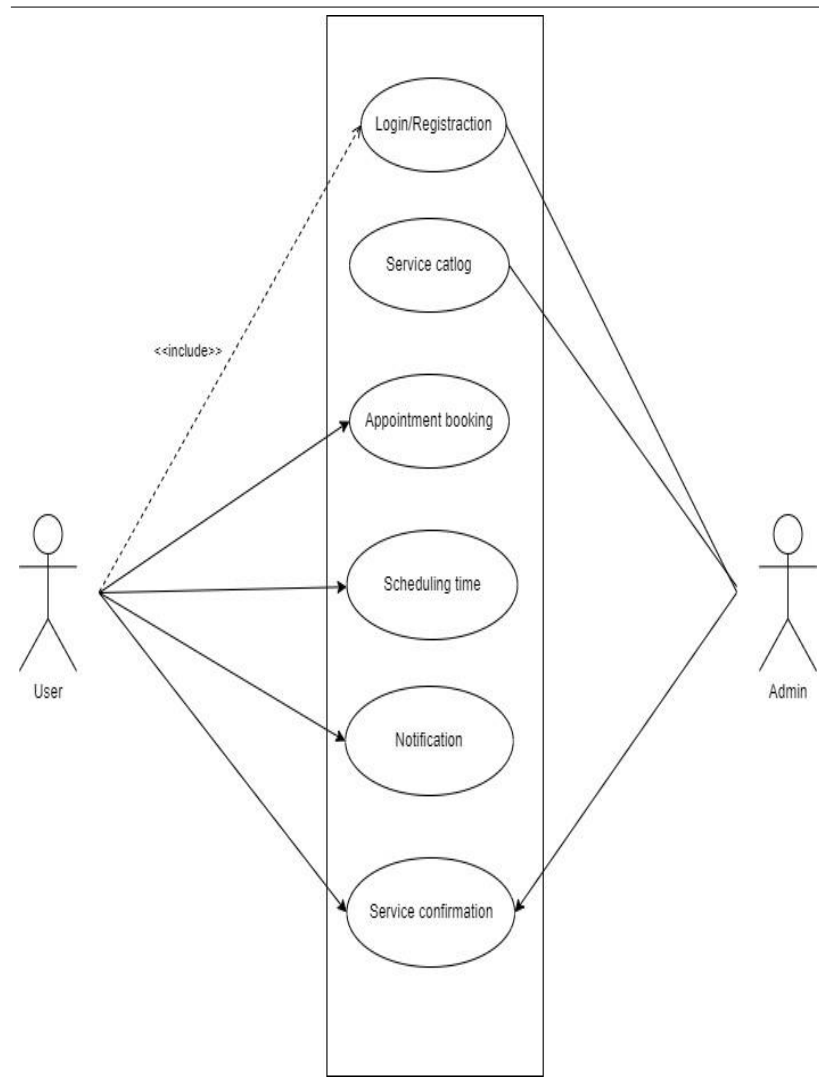 Login/Registraction
Service catlog
<<include>>
Appointment booking
Scheduling time
User
Admin
Notification
Service confirmation